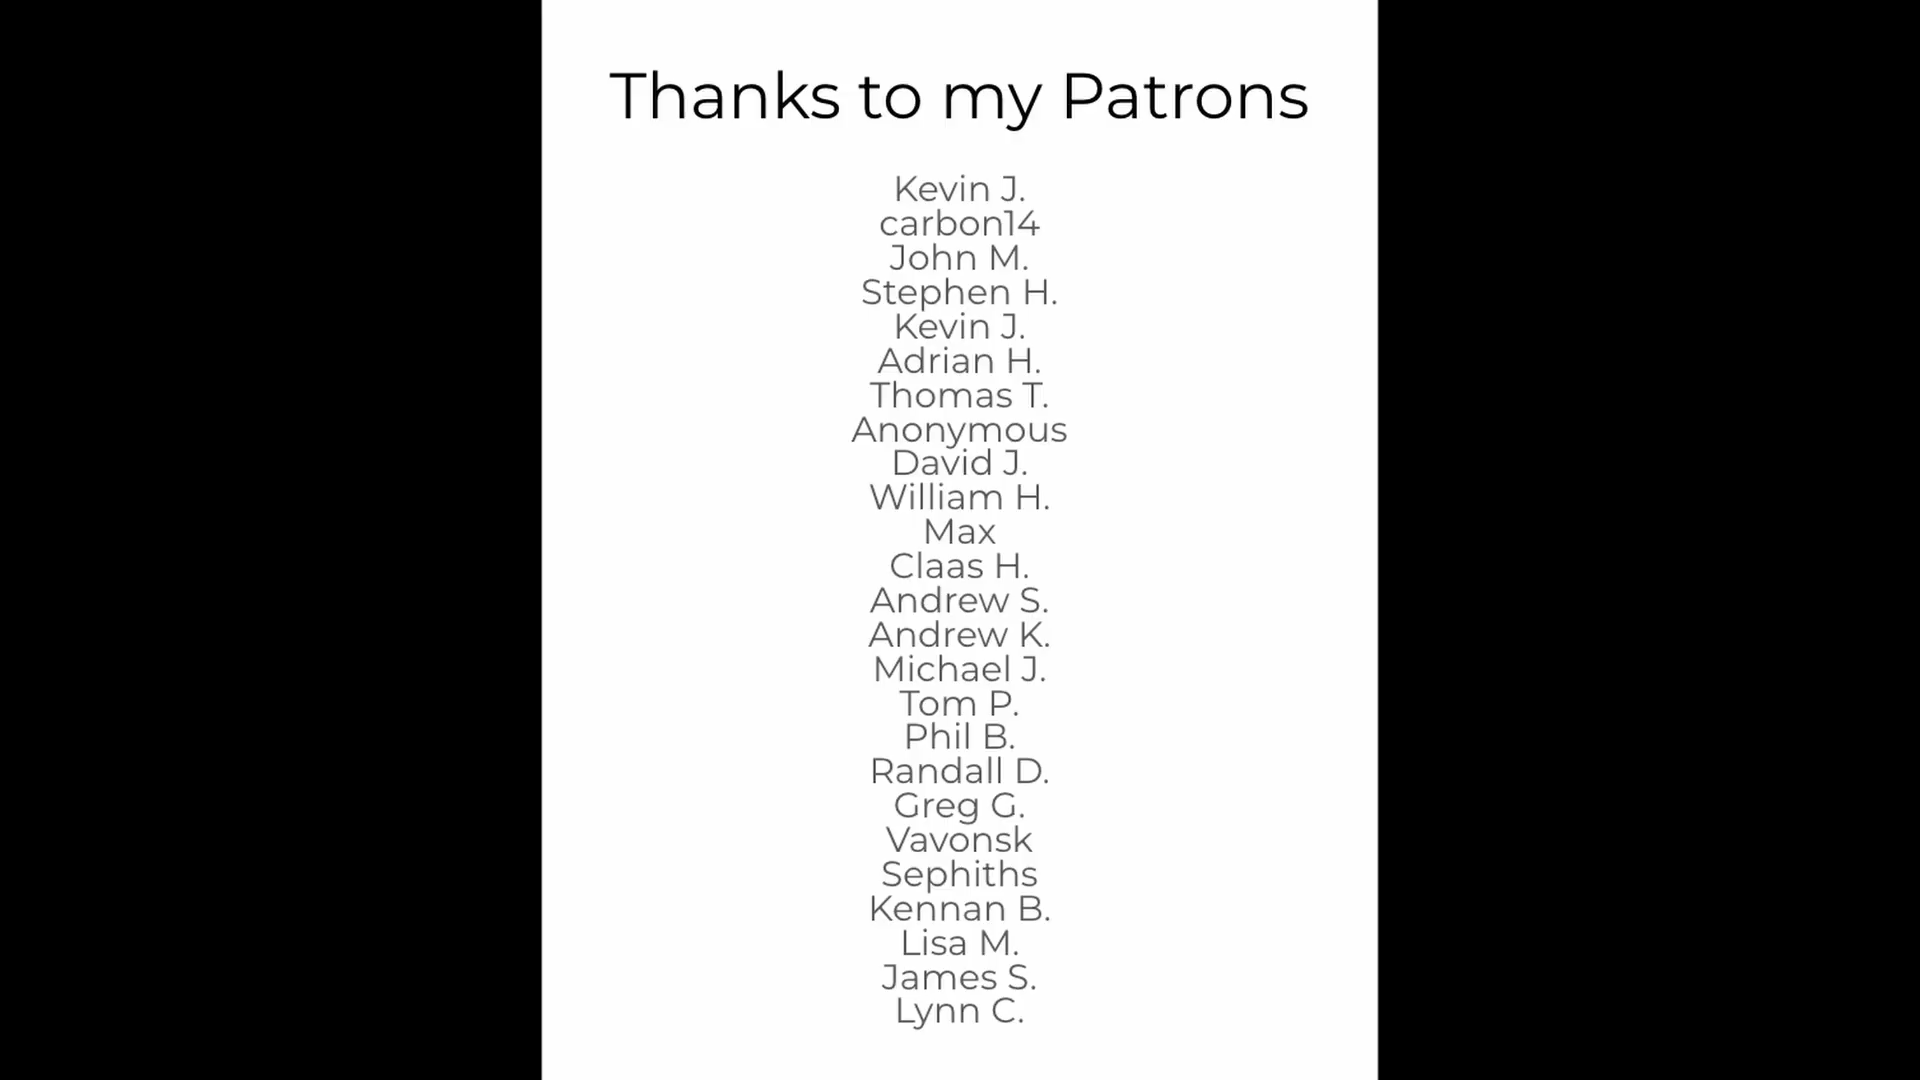 Thanks to my Patrons
Kevin J.
carbon14
John M.
Stephen H.
Kevin J.
Adrian H.
Thomas T.
Anonymous
David J.
William H.
Max
Claas H.
Andrew S.
Andrew K.
Michael J.
Tom P.
Phil B.
Randall D.
Greg G.
Vavonsk
Sephiths
Kennan B.
Lisa M.
James S.
Lynn C.